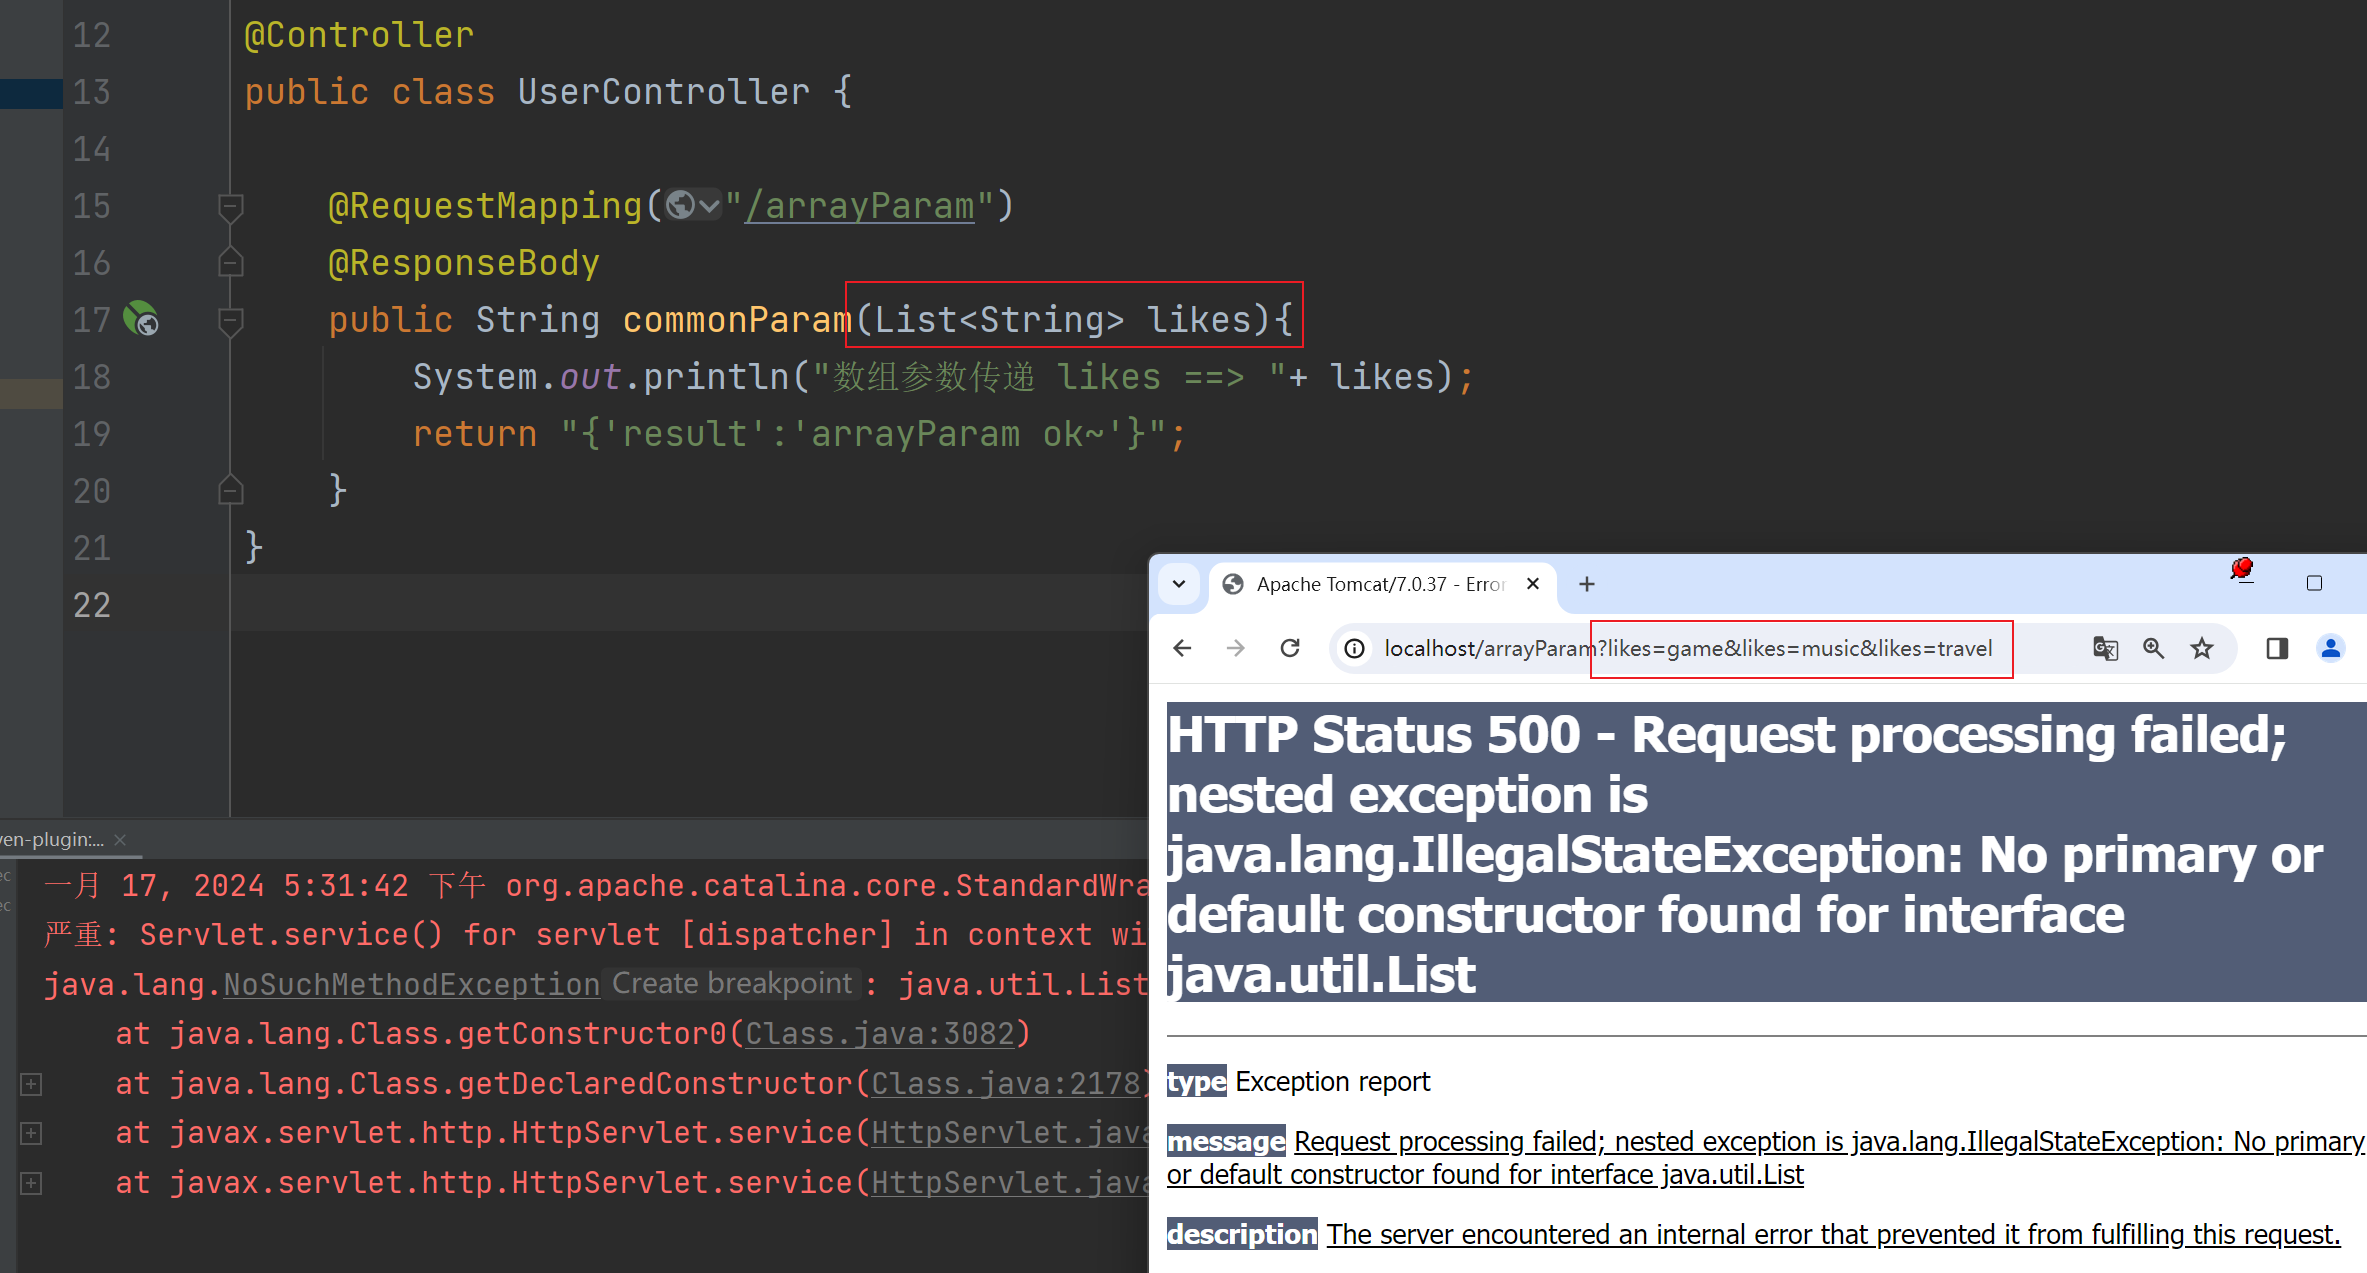 12 @Controller
13 public class UserController {
14
15 @RequestMapping("/arrayParam")
16 @ResponseBody
17 public String commonParam(List<String> likes){
18 System.out.println("数组参数传递 likes ==> "+ likes);
19 return "{'result':'arrayParam ok~'}";
20 }
21 }
22
Apache Tomcat/7.0.37 - Error
localhost/arrayParam?likes=game&likes=music&likes=travel
HTTP Status 500 - Request processing failed;
nested exception is
java.lang.IllegalStateException: No primary or
default constructor found for interface
java.util.List
type Exception report
message Request processing failed; nested exception is java.lang.IllegalStateException: No primary
or default constructor found for interface java.util.List
description The server encountered an internal error that prevented it from fulfilling this request.
ven-plugin:...
ec
ec
一月 17, 2024 5:31:42 下午 org.apache.catalina.core.StandardWra
严重: Servlet.service() for servlet [dispatcher] in context wi
java.lang.NoSuchMethodException Create breakpoint : java.util.List
at java.lang.Class.getConstructor0(Class.java:3082)
at java.lang.Class.getDeclaredConstructor(Class.java:2178)
at javax.servlet.http.HttpServlet.service(HttpServlet.java
at javax.servlet.http.HttpServlet.service(HttpServlet.java